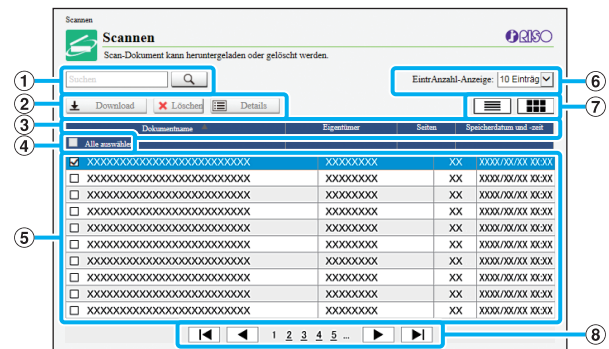 Scannen
Scannen
RISO
Scan-Dokument kann heruntergeladen oder gelöscht werden.
1
Suchen
EintrAnzahl-Anzeige: 10 Einträg
6
2
Download Löschen Details
7
3
Dokumentname Eigentümer Seiten Speicherdatum und -zeit
4
Alle auswählen
XXXXXXXXXXXXXXXXXXXXXXXXXX XXXXXXXX XX XXXX/XX/XX XX:XX
XXXXXXXXXXXXXXXXXXXXXXXXXX XXXXXXXX XX XXXX/XX/XX XX:XX
XXXXXXXXXXXXXXXXXXXXXXXXXX XXXXXXXX XX XXXX/XX/XX XX:XX
XXXXXXXXXXXXXXXXXXXXXXXXXX XXXXXXXX XX XXXX/XX/XX XX:XX
XXXXXXXXXXXXXXXXXXXXXXXXXX XXXXXXXX XX XXXX/XX/XX XX:XX
5
XXXXXXXXXXXXXXXXXXXXXXXXXX XXXXXXXX XX XXXX/XX/XX XX:XX
XXXXXXXXXXXXXXXXXXXXXXXXXX XXXXXXXX XX XXXX/XX/XX XX:XX
XXXXXXXXXXXXXXXXXXXXXXXXXX XXXXXXXX XX XXXX/XX/XX XX:XX
XXXXXXXXXXXXXXXXXXXXXXXXXX XXXXXXXX XX XXXX/XX/XX XX:XX
XXXXXXXXXXXXXXXXXXXXXXXXXX XXXXXXXX XX XXXX/XX/XX XX:XX
1 2 3 4 5 ...
8